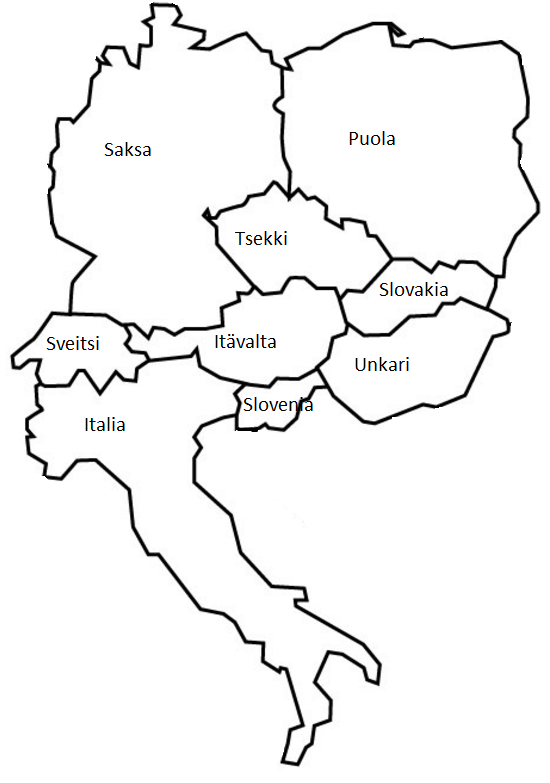 Saksa
Puola
Tsekki
Slovakia
Sveitsi
Itävalta
Unkari
Slovenia
Italia